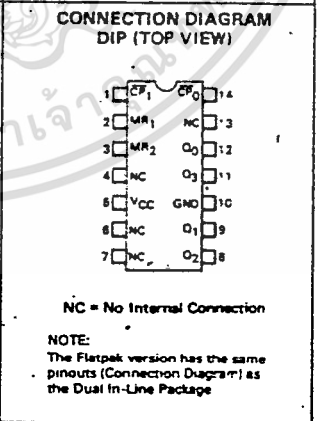 CONNECTION DIAGRAM
DIP (TOP VIEW)
1 CP1 CP0 14
2 MR1 NC 13
3 MR2 Q0 12
4 NC Q3 11
5 VCC GND 10
6 NC Q1 9
7 NC Q2 8
NC = No Internal Connection
NOTE:
The Flatpak version has the same
pinouts (Connection Diagram) as
the Dual In-Line Package